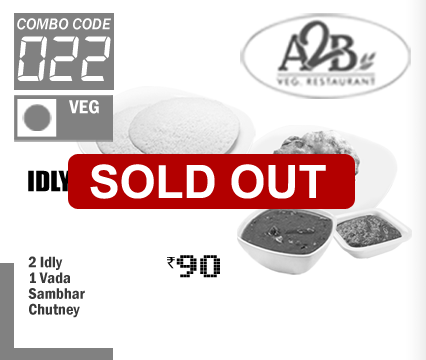 COMBO CODE
022
A2B
VEG. RESTAURANT
VEG
IDLY
SOLD OUT
2 Idly
1 Vada
Sambhar
Chutney
₹90